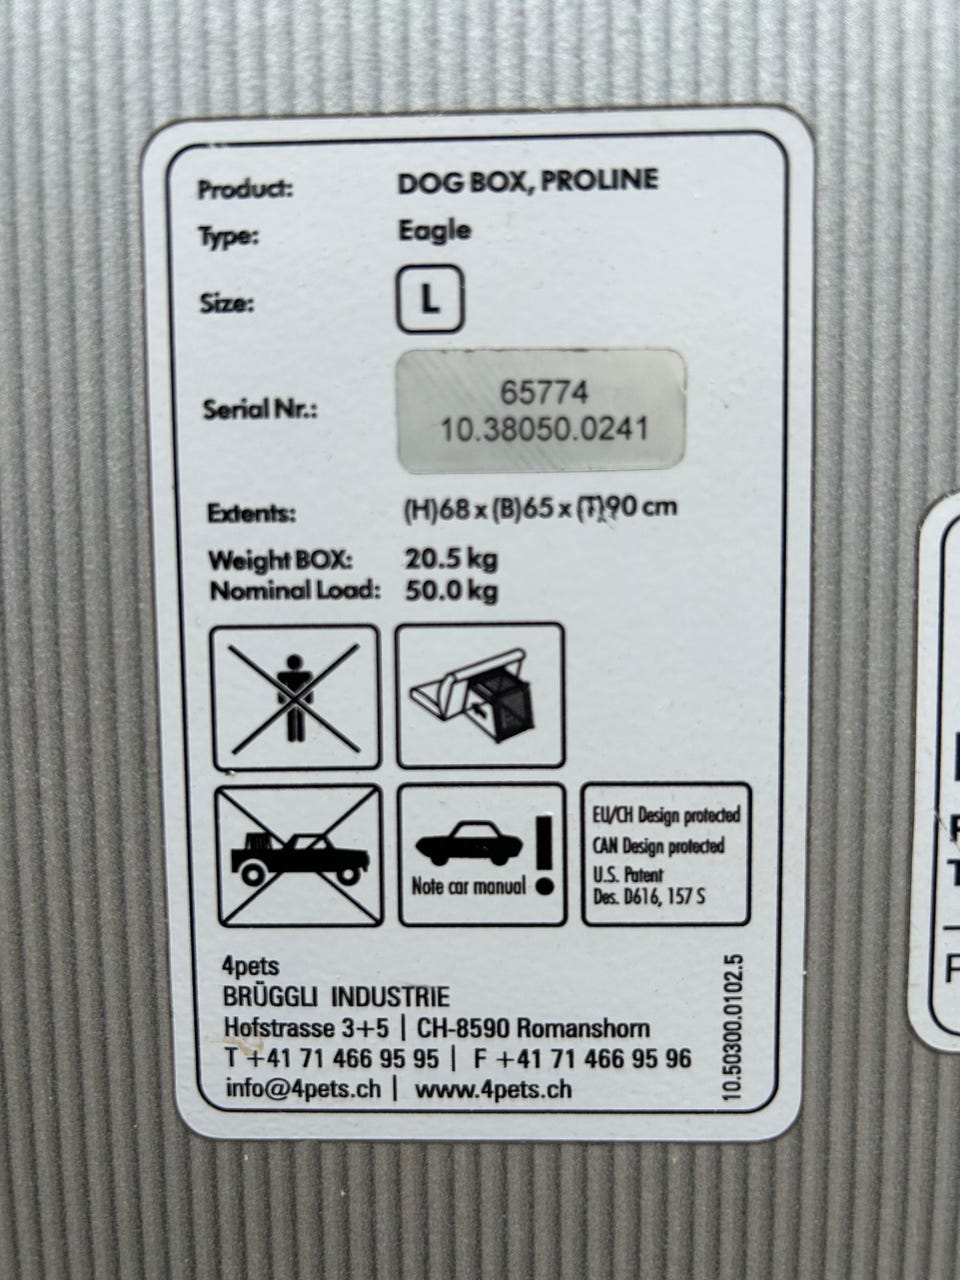 Product: DOG BOX, PROLINE
Type: Eagle
Size: L
Serial Nr.: 65774
10.38050.0241
Extents: (H)68 x (B)65 x (T)90 cm
Weight BOX: 20.5 kg
Nominal Load: 50.0 kg
Note car manual !
EU/CH Design protected
CAN Design protected
U.S. Patent
Des. D616, 157 S
4pets
BRÜGGLI INDUSTRIE
Hofstrasse 3+5 | CH-8590 Romanshorn
T +41 71 466 95 95 | F +41 71 466 95 96
info@4pets.ch | www.4pets.ch
10.50300.0102.5